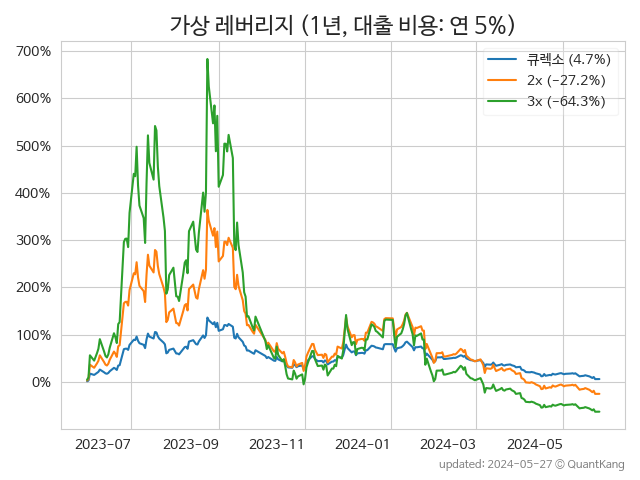 가상 레버리지 (1년, 대출 비용: 연 5%)
700%
600%
500%
400%
300%
200%
100%
0%
큐렉소 (4.7%)
2x (-27.2%)
3x (-64.3%)
2023-07
2023-09
2023-11
2024-01
2024-03
2024-05
updated: 2024-05-27 © QuantKang